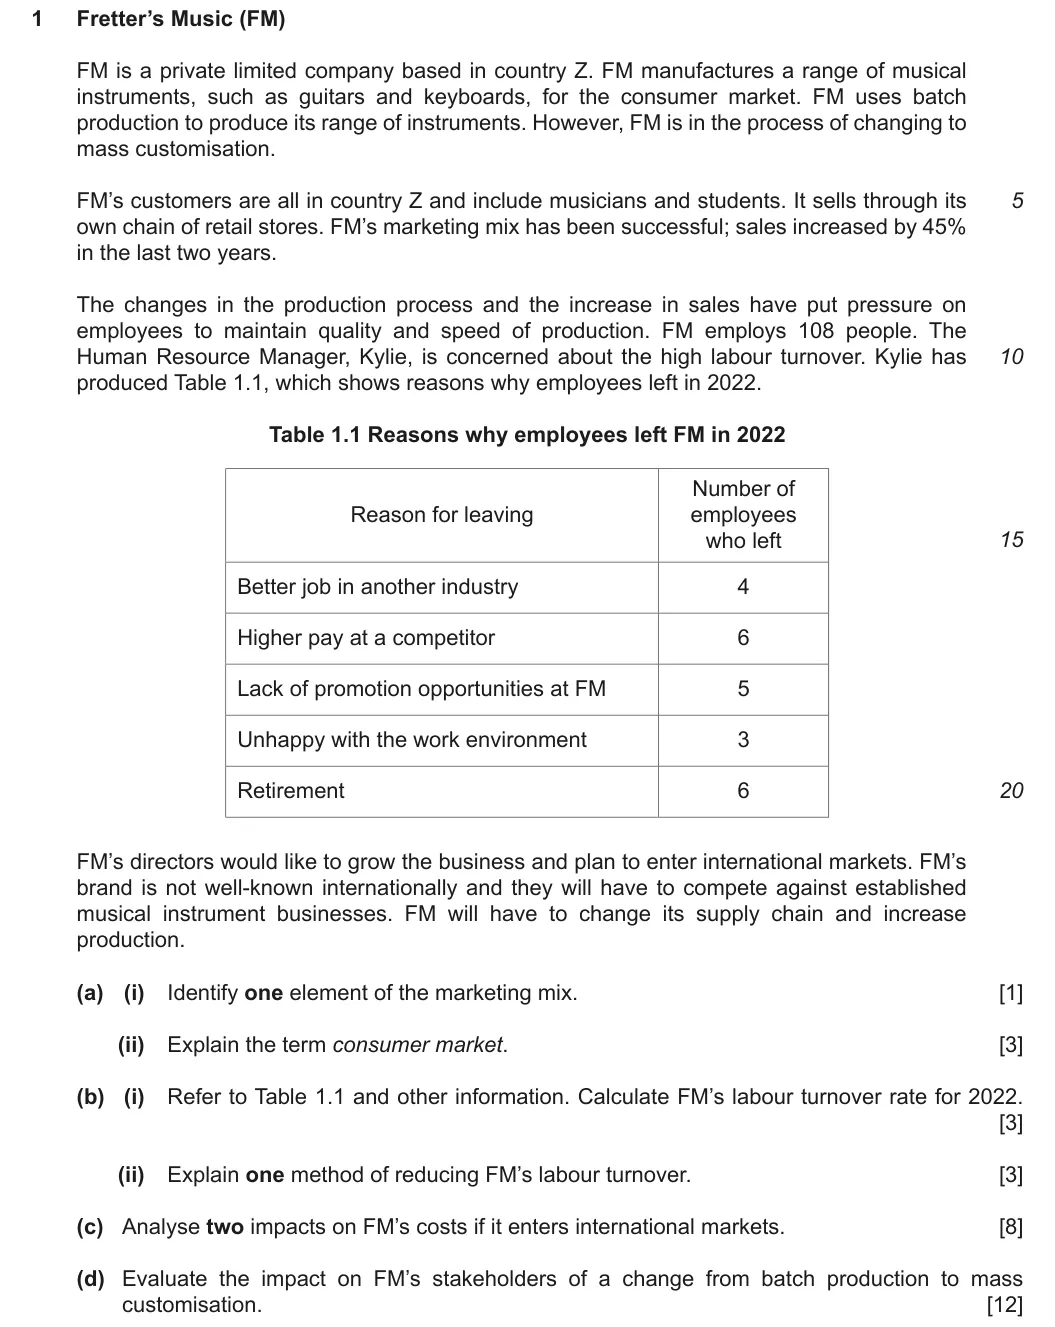 1 Fretter’s Music (FM)
FM is a private limited company based in country Z. FM manufactures a range of musical
instruments, such as guitars and keyboards, for the consumer market. FM uses batch
production to produce its range of instruments. However, FM is in the process of changing to
mass customisation.
FM’s customers are all in country Z and include musicians and students. It sells through its 5
own chain of retail stores. FM’s marketing mix has been successful; sales increased by 45%
in the last two years.
The changes in the production process and the increase in sales have put pressure on
employees to maintain quality and speed of production. FM employs 108 people. The
Human Resource Manager, Kylie, is concerned about the high labour turnover. Kylie has 10
produced Table 1.1, which shows reasons why employees left in 2022.
Table 1.1 Reasons why employees left FM in 2022
Reason for leaving
Number of
employees
who left
15
Better job in another industry 4
Higher pay at a competitor 6
Lack of promotion opportunities at FM 5
Unhappy with the work environment 3
Retirement 6 20
FM’s directors would like to grow the business and plan to enter international markets. FM’s
brand is not well-known internationally and they will have to compete against established
musical instrument businesses. FM will have to change its supply chain and increase
production.
(a) (i) Identify one element of the marketing mix. [1]
(ii) Explain the term consumer market. [3]
(b) (i) Refer to Table 1.1 and other information. Calculate FM’s labour turnover rate for 2022.
[3]
(ii) Explain one method of reducing FM’s labour turnover. [3]
(c) Analyse two impacts on FM’s costs if it enters international markets. [8]
(d) Evaluate the impact on FM’s stakeholders of a change from batch production to mass
customisation. [12]